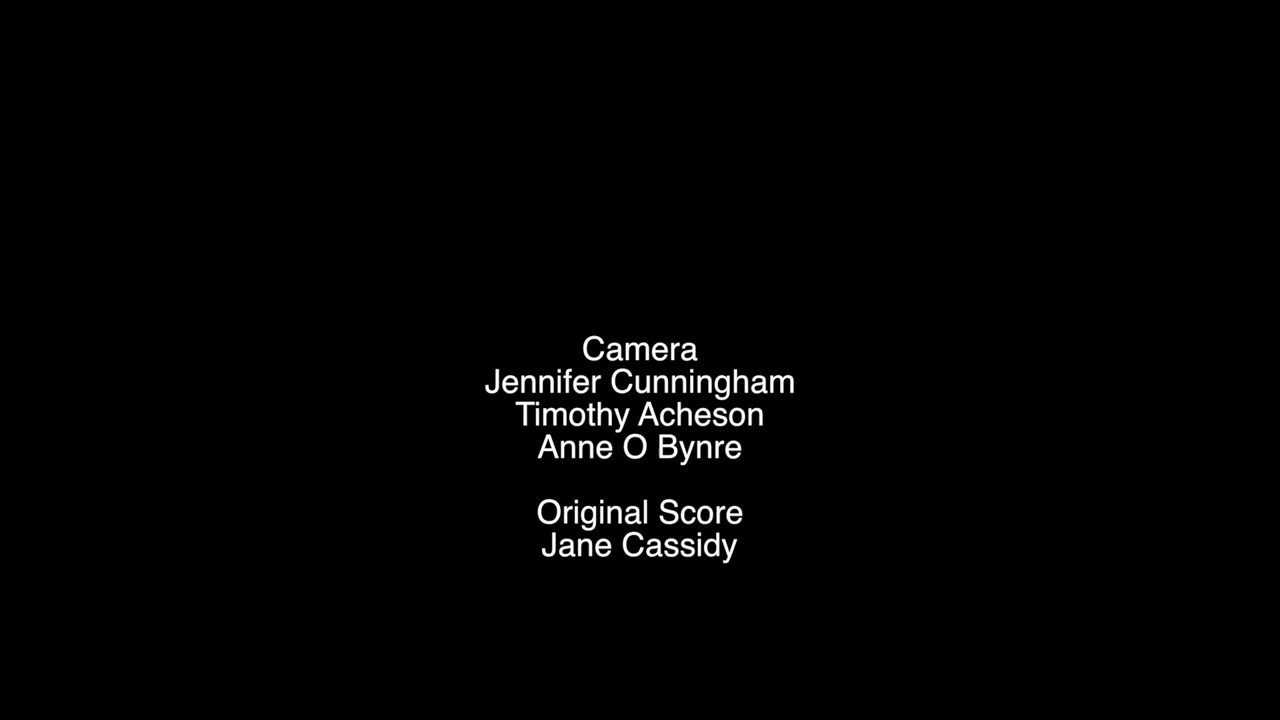 Camera
Jennifer Cunningham
Timothy Acheson
Anne O Bynre
Original Score
Jane Cassidy